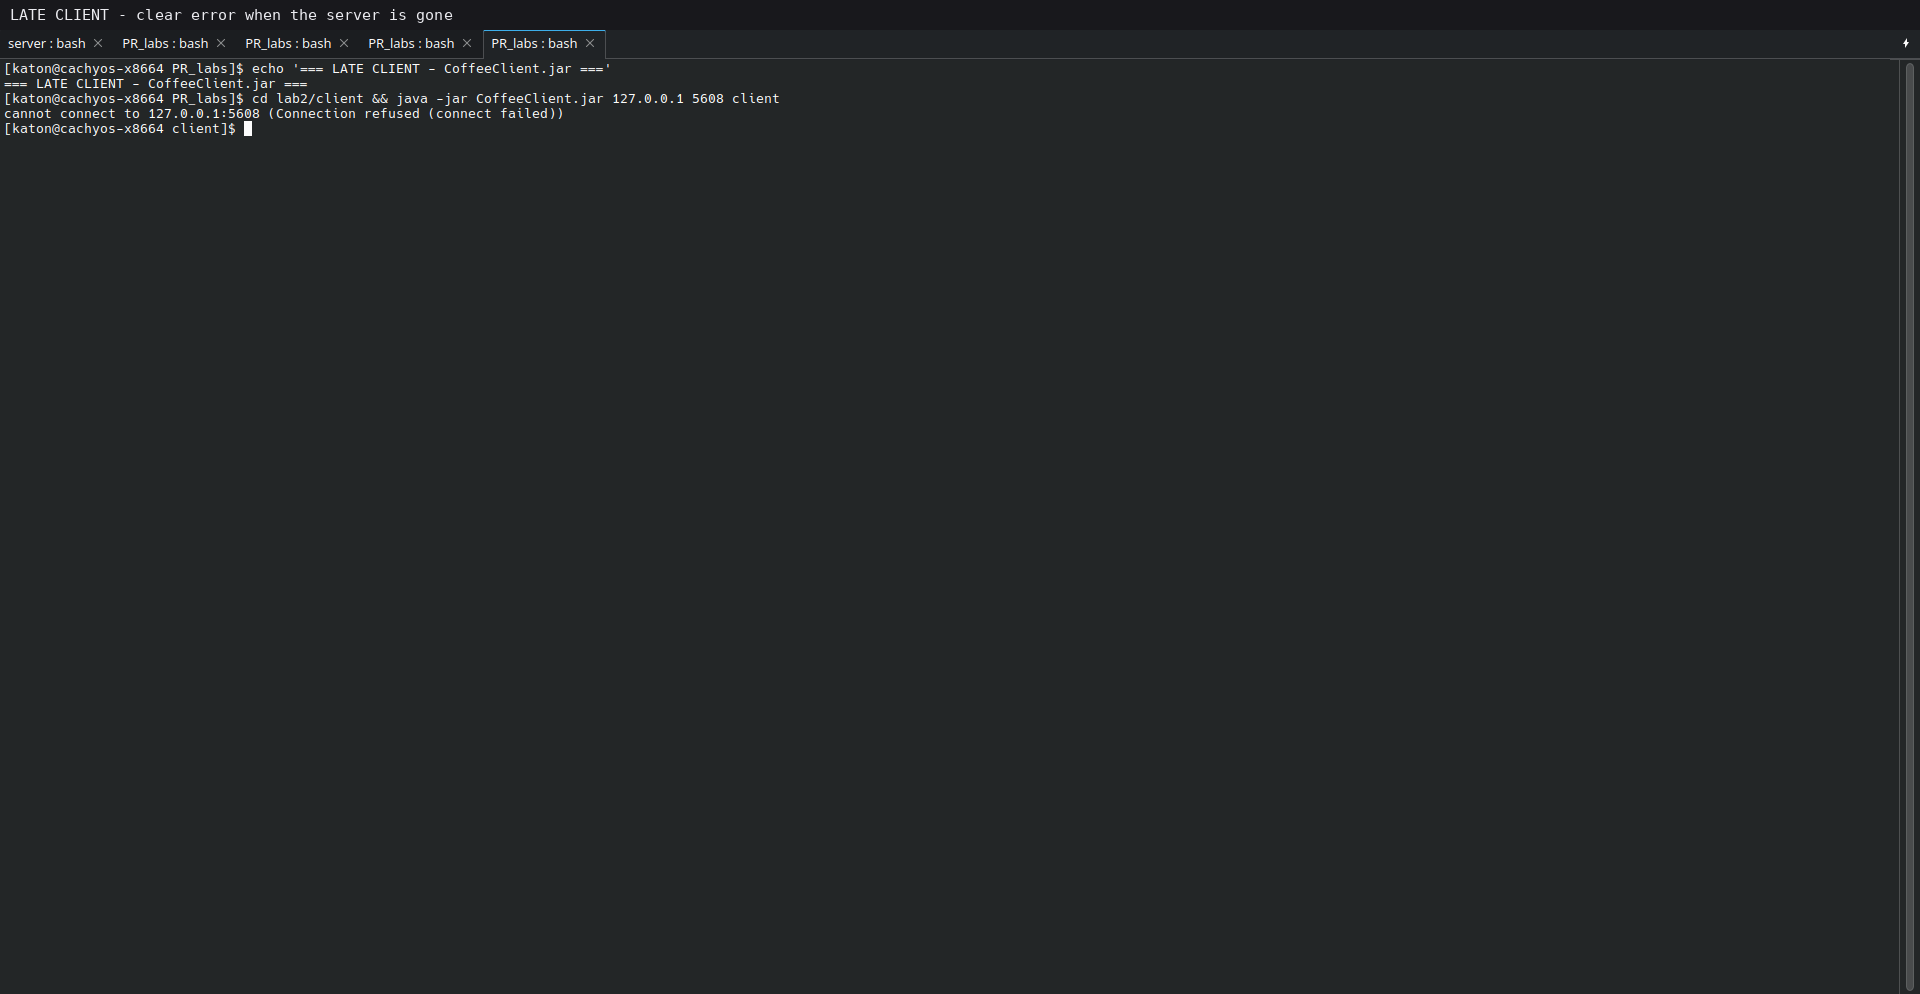 LATE CLIENT - clear error when the server is gone
server : bash PR_labs : bash PR_labs : bash PR_labs : bash PR_labs : bash
[katon@cachyos-x8664 PR_labs]$ echo '=== LATE CLIENT - CoffeeClient.jar ==='
=== LATE CLIENT - CoffeeClient.jar ===
[katon@cachyos-x8664 PR_labs]$ cd lab2/client && java -jar CoffeeClient.jar 127.0.0.1 5608 client
cannot connect to 127.0.0.1:5608 (Connection refused (connect failed))
[katon@cachyos-x8664 client]$